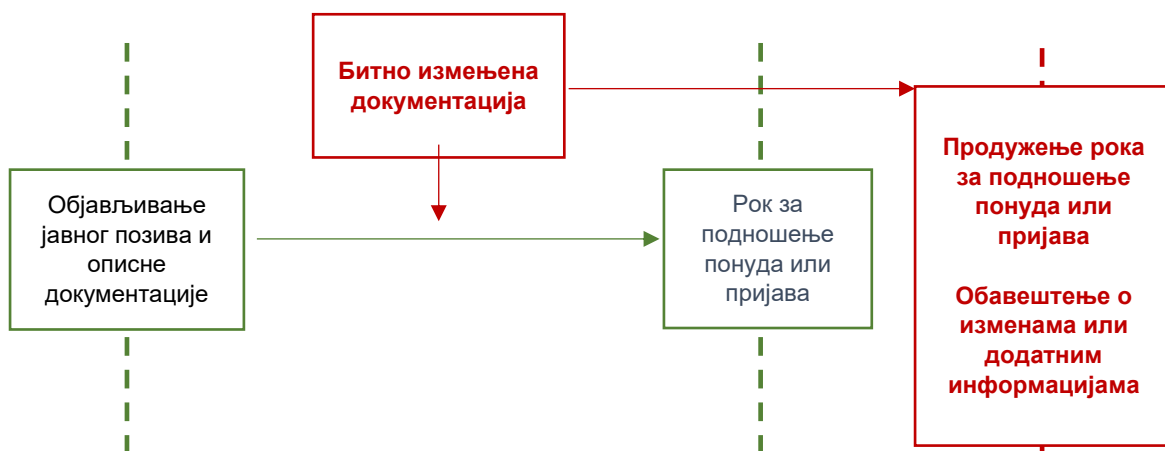 Битно измењена
документација
Објављивање
јавног позива и
описне
документације
Рок за
подношење
понуда или
пријава
Продужење рока
за подношење
понуда или
пријава
Обавештење о
изменама или
додатним
информацијама